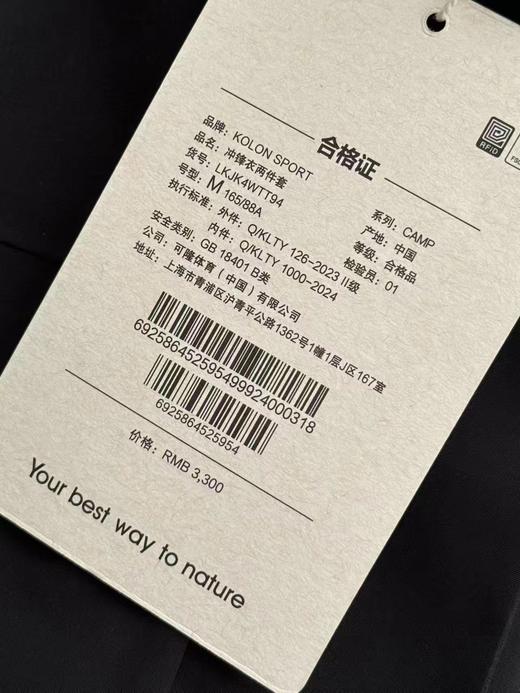 合格证
品牌: KOLON SPORT
品名: 冲锋衣两件套
货号: LKJK4WTT94
号型: M 165/88A
执行标准: 外件: Q/KLTY 126-2023 II级
内件: Q/KLTY 1000-2024
安全类别: GB 18401 B类
公司: 可隆体育（中国）有限公司
地址: 上海市青浦区沪青平公路1362号1幢1层J区167室
系列: CAMP
产地: 中国
等级: 合格品
检验员: 01
RFID
692586452595499924000318
6925864525954
价格: RMB 3,300
Your best way to nature